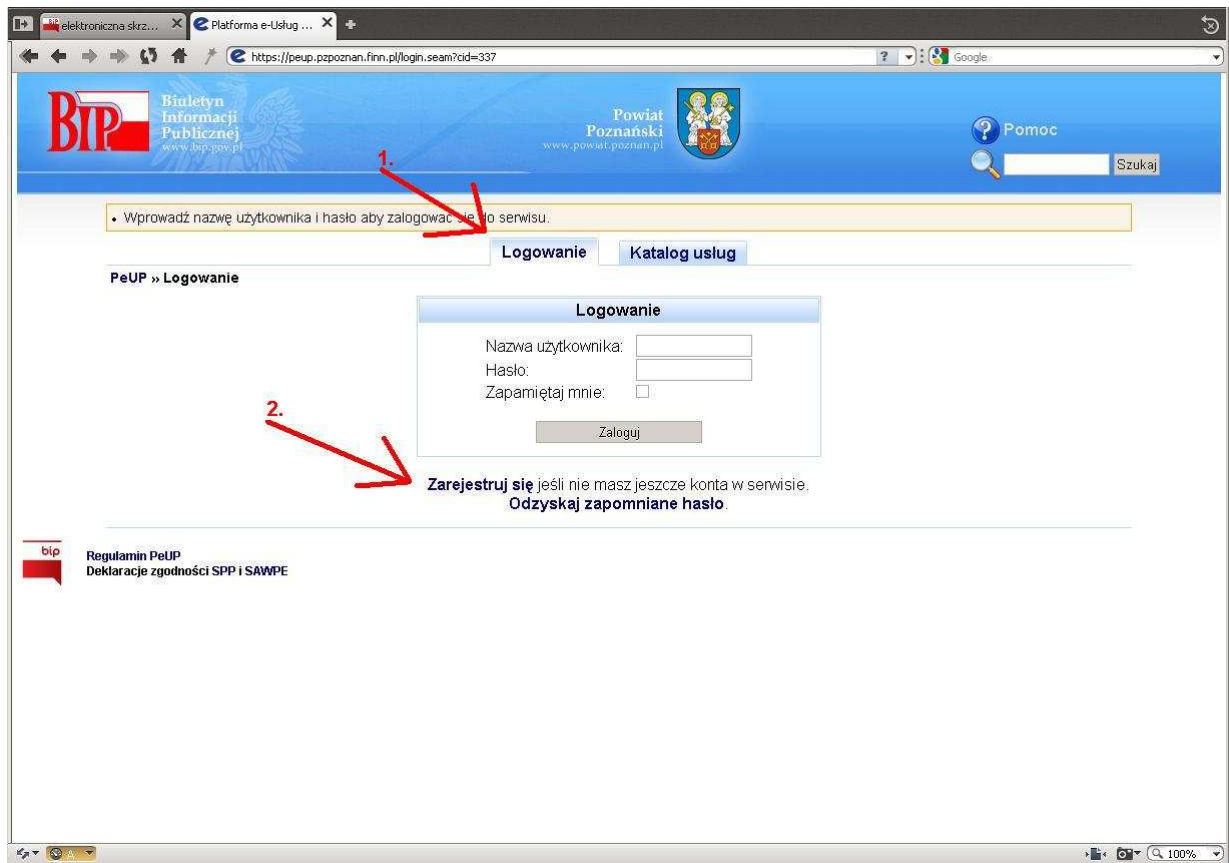 elektroniczna skrz...
Platforma e-Usług ...
https://peup.pzpoznan.finn.pl/login.seam?cid=337
Google
BIP
Biuletyn
Informacji
Publicznej
www.bip.gov.pl
Powiat
Poznański
www.powiat.poznan.pl
Pomoc
Szukaj
1.
• Wprowadź nazwę użytkownika i hasło aby zalogować się do serwisu.
Logowanie Katalog usług
PeUP » Logowanie
Logowanie
Nazwa użytkownika:
Hasło:
Zapamiętaj mnie:
2.
Zaloguj
Zarejestruj się jeśli nie masz jeszcze konta w serwisie.
Odzyskaj zapomniane hasło.
bip
Regulamin PeUP
Deklaracje zgodności SPP i SAWPE
100%